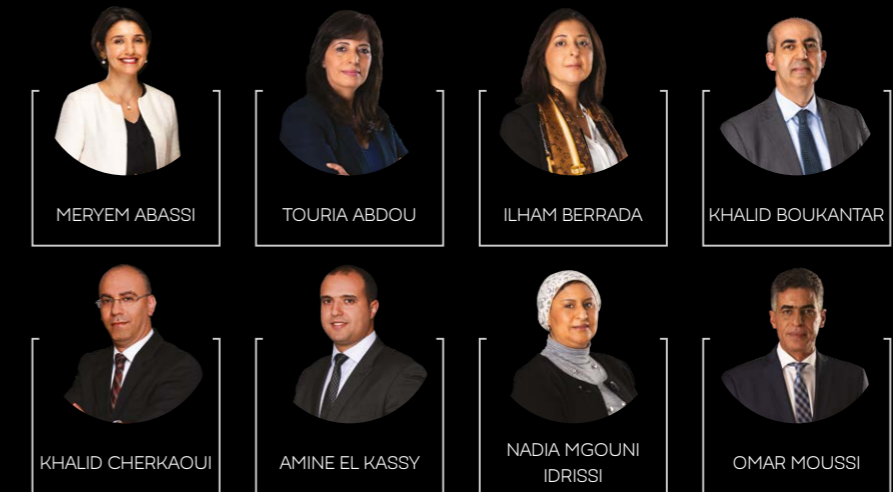 MERYEM ABASSI
TOURIA ABDOU
ILHAM BERRADA
KHALID BOUKANTAR
KHALID CHERKAOUI
AMINE EL KASSY
NADIA MGOUNI
IDRISSI
OMAR MOUSSI